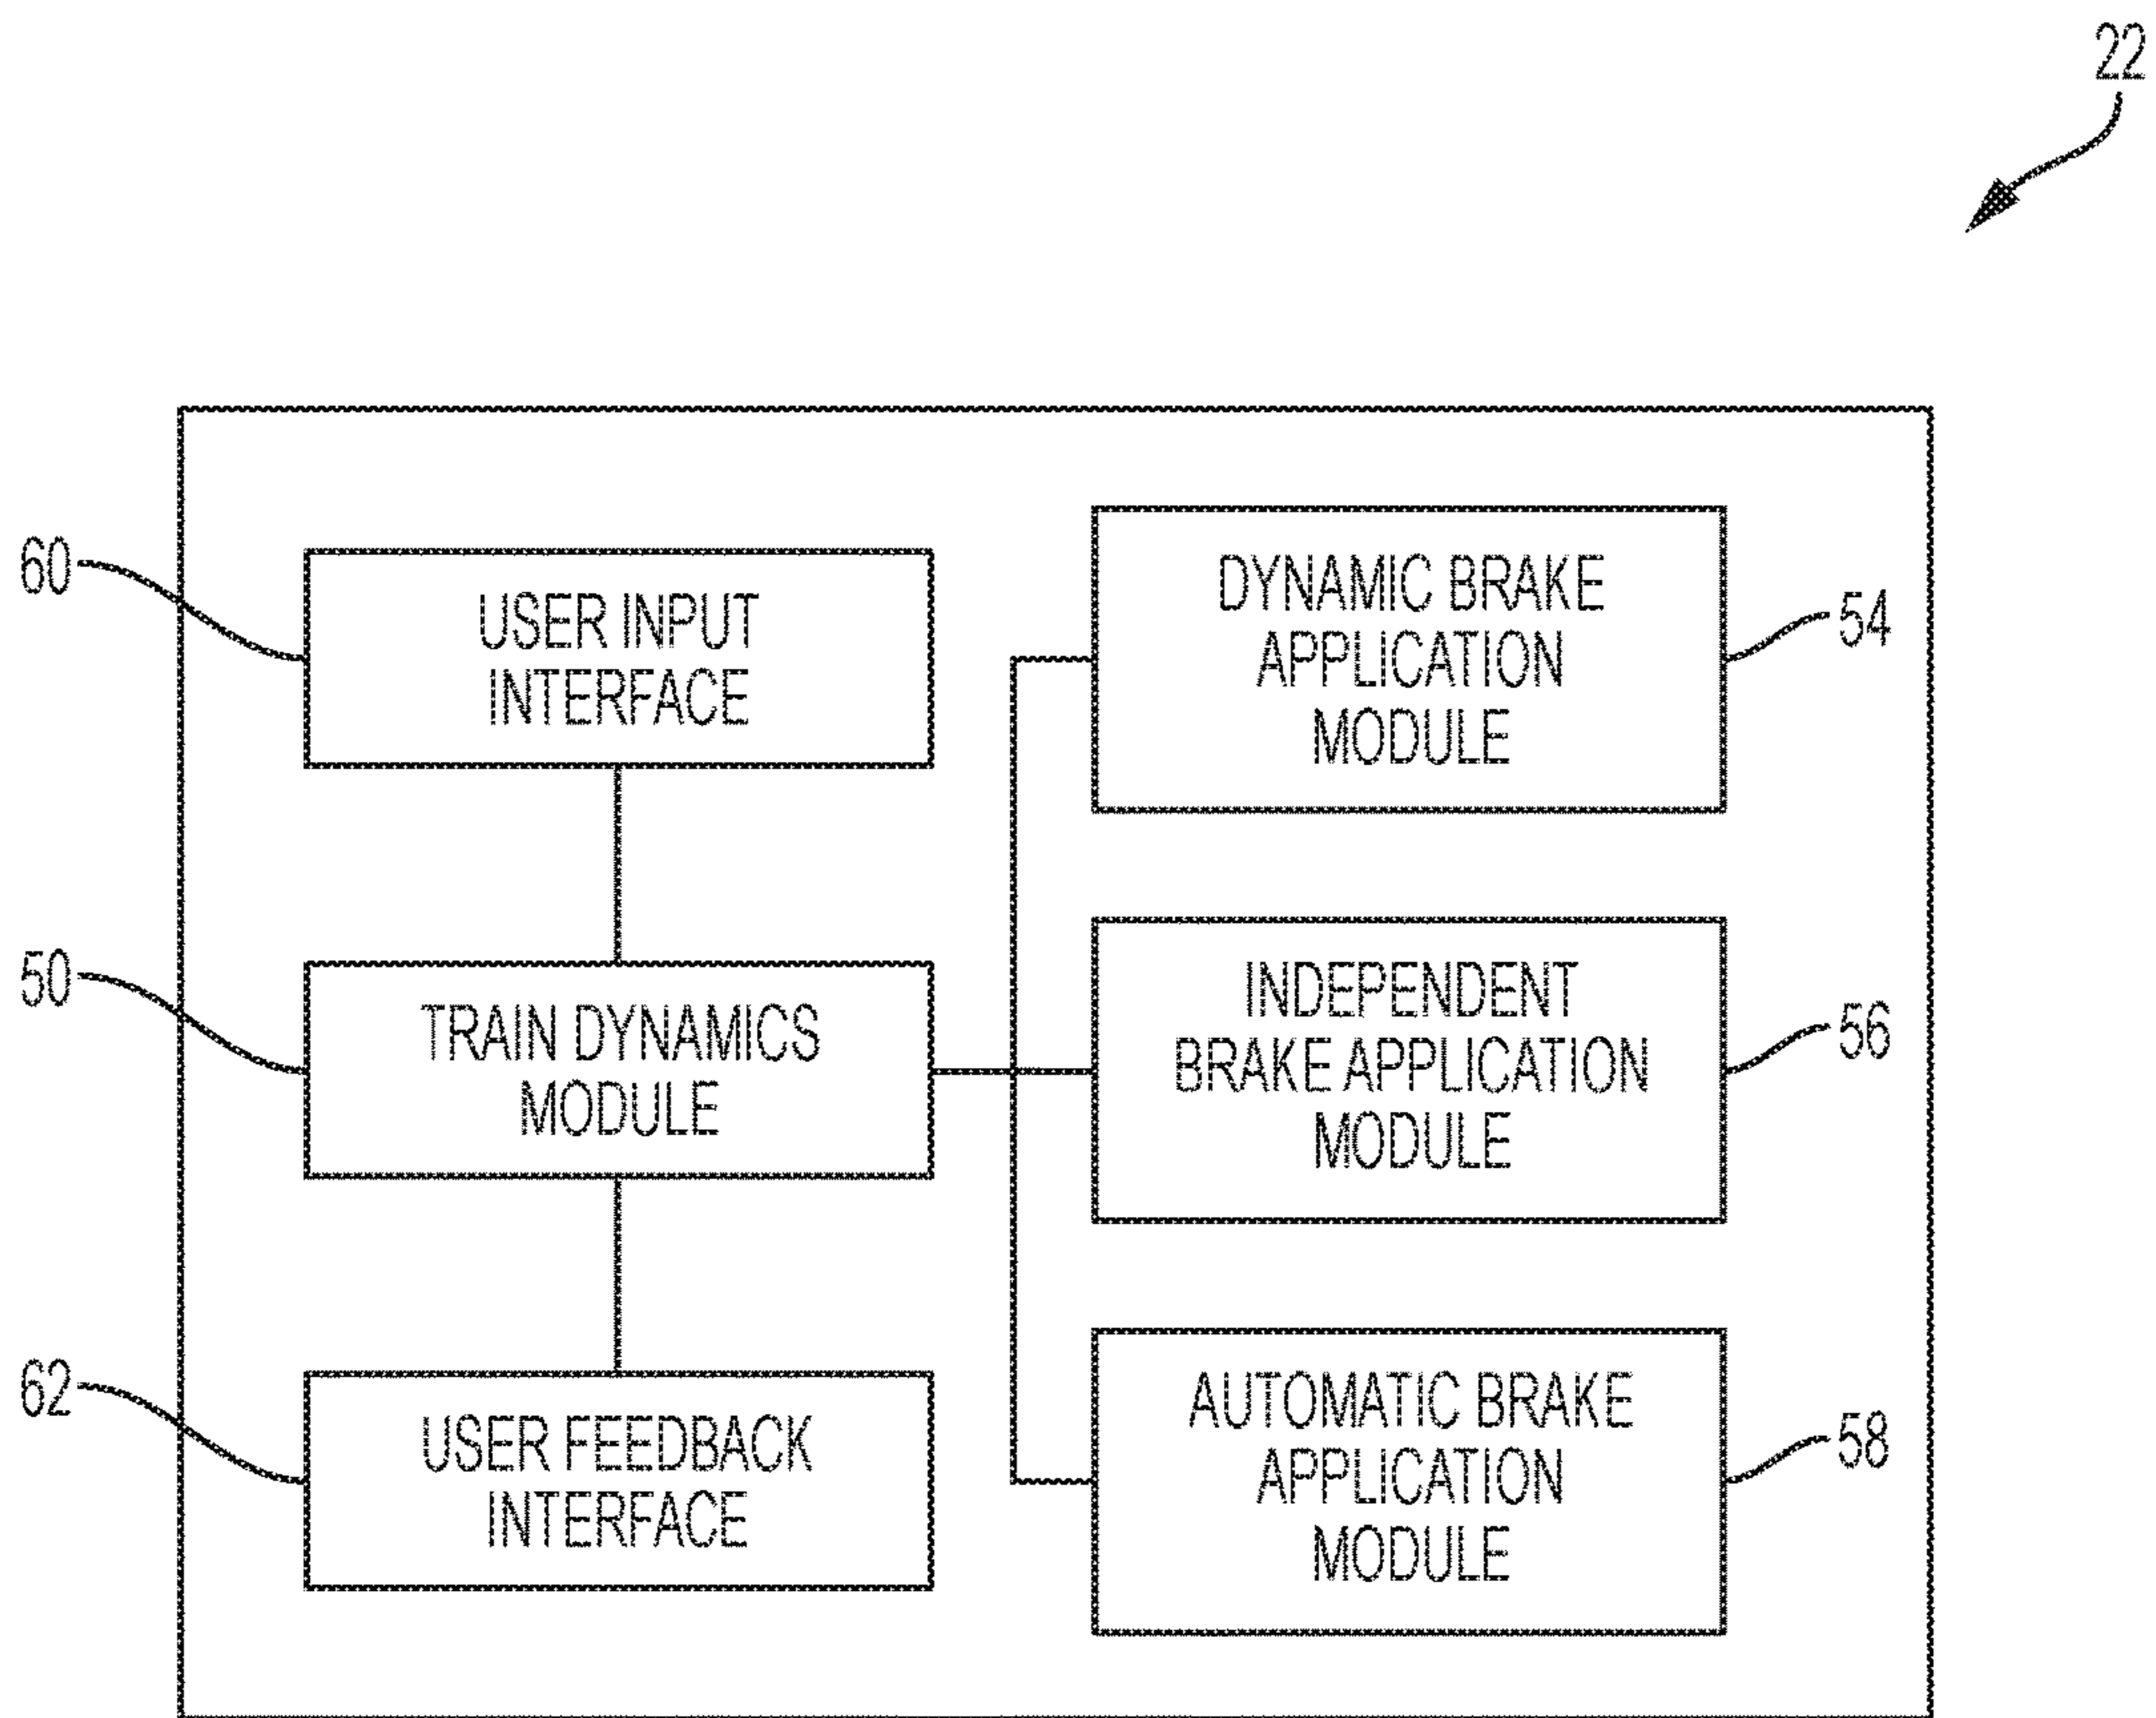 22
60
USER INPUT
INTERFACE
DYNAMIC BRAKE
APPLICATION
MODULE
54
50
TRAIN DYNAMICS
MODULE
INDEPENDENT
BRAKE APPLICATION
MODULE
56
62
USER FEEDBACK
INTERFACE
AUTOMATIC BRAKE
APPLICATION
MODULE
58